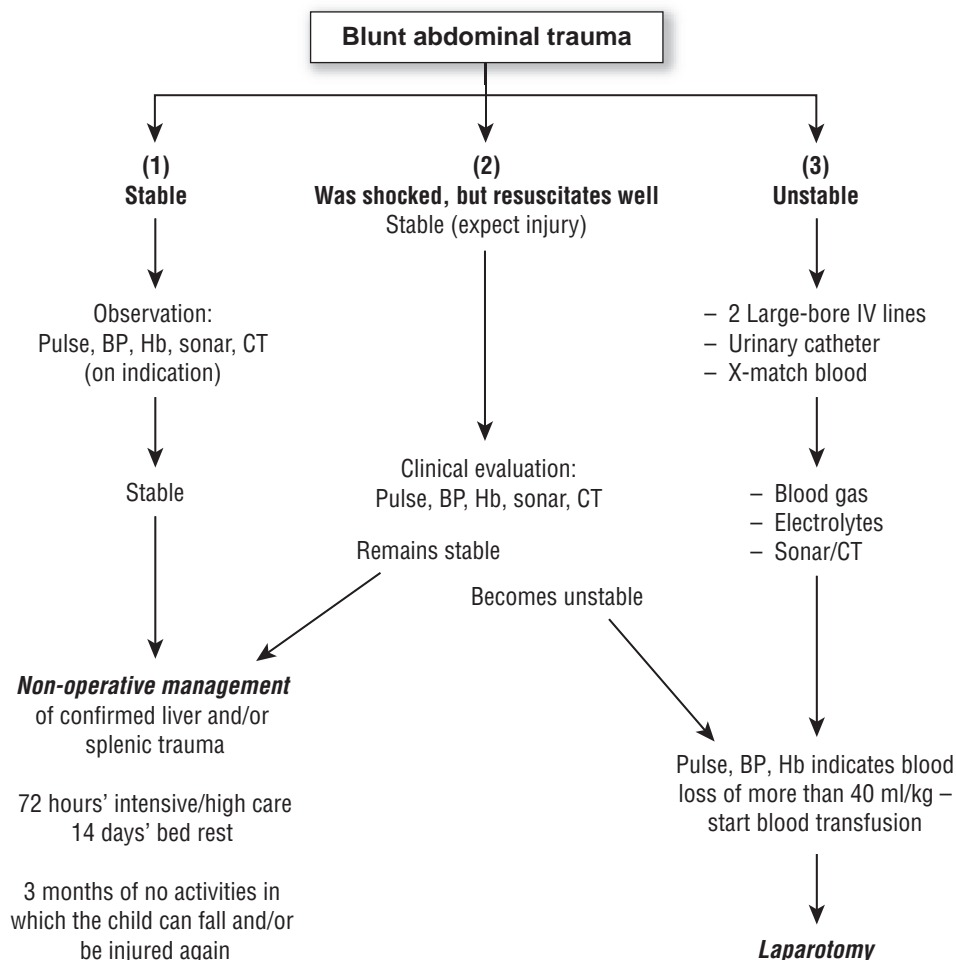 Blunt abdominal trauma
(1)
Stable
(2)
Was shocked, but resuscitates well
Stable (expect injury)
(3)
Unstable
Observation:
Pulse, BP, Hb, sonar, CT
(on indication)
– 2 Large-bore IV lines
– Urinary catheter
– X-match blood
Stable
Clinical evaluation:
Pulse, BP, Hb, sonar, CT
– Blood gas
– Electrolytes
– Sonar/CT
Remains stable
Becomes unstable
Non-operative management
of confirmed liver and/or
splenic trauma
72 hours’ intensive/high care
14 days’ bed rest
3 months of no activities in
which the child can fall and/or
be injured again
Pulse, BP, Hb indicates blood
loss of more than 40 ml/kg –
start blood transfusion
Laparotomy